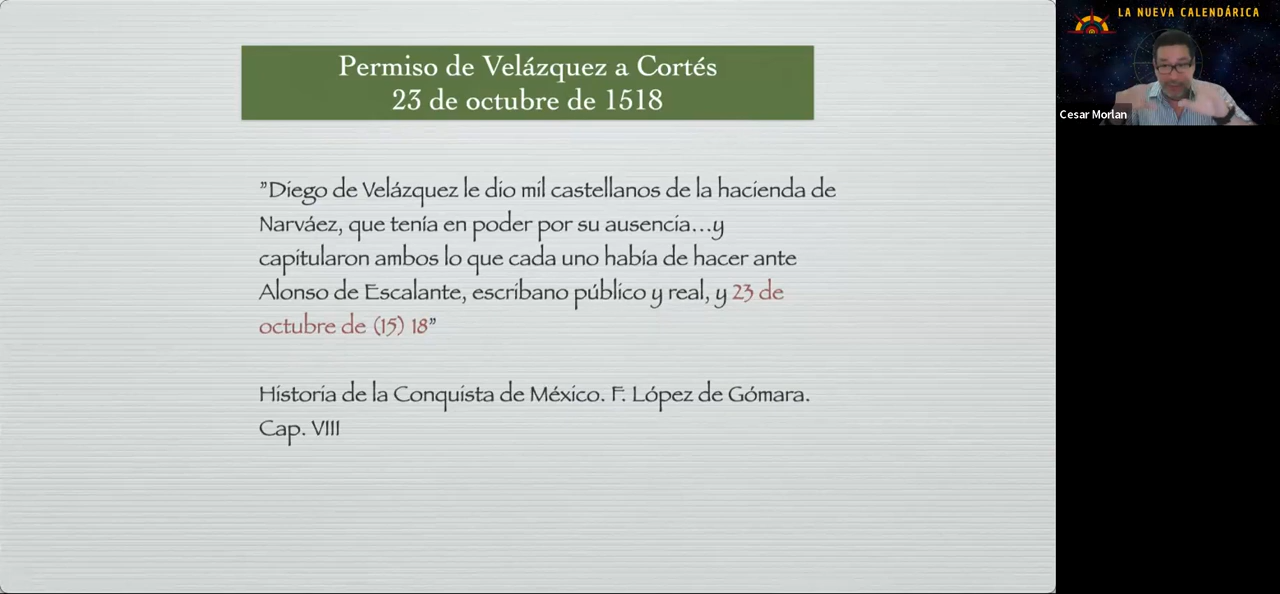 Permiso de Velázquez a Cortés
23 de octubre de 1518
”Diego de Velázquez le dio mil castellanos de la hacienda de
Narváez, que tenía en poder por su ausencia...y
capitularon ambos lo que cada uno había de hacer ante
Alonso de Escalante, escribano público y real, y 23 de
octubre de (15) 18”
Historia de la Conquista de México. F. López de Gómara.
Cap. VIII
LA NUEVA CALENDÁRICA
Cesar Morlan